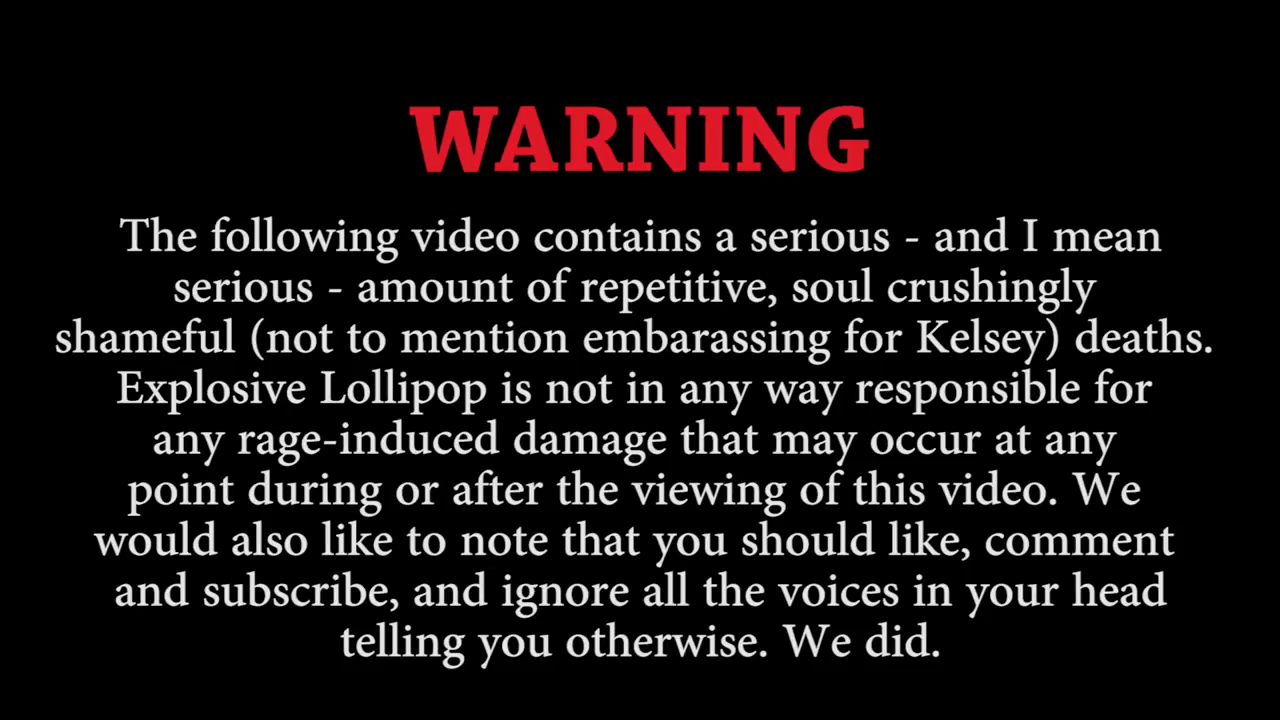 WARNING
The following video contains a serious - and I mean
serious - amount of repetitive, soul crushingly
shameful (not to mention embarassing for Kelsey) deaths.
Explosive Lollipop is not in any way responsible for
any rage-induced damage that may occur at any
point during or after the viewing of this video. We
would also like to note that you should like, comment
and subscribe, and ignore all the voices in your head
telling you otherwise. We did.